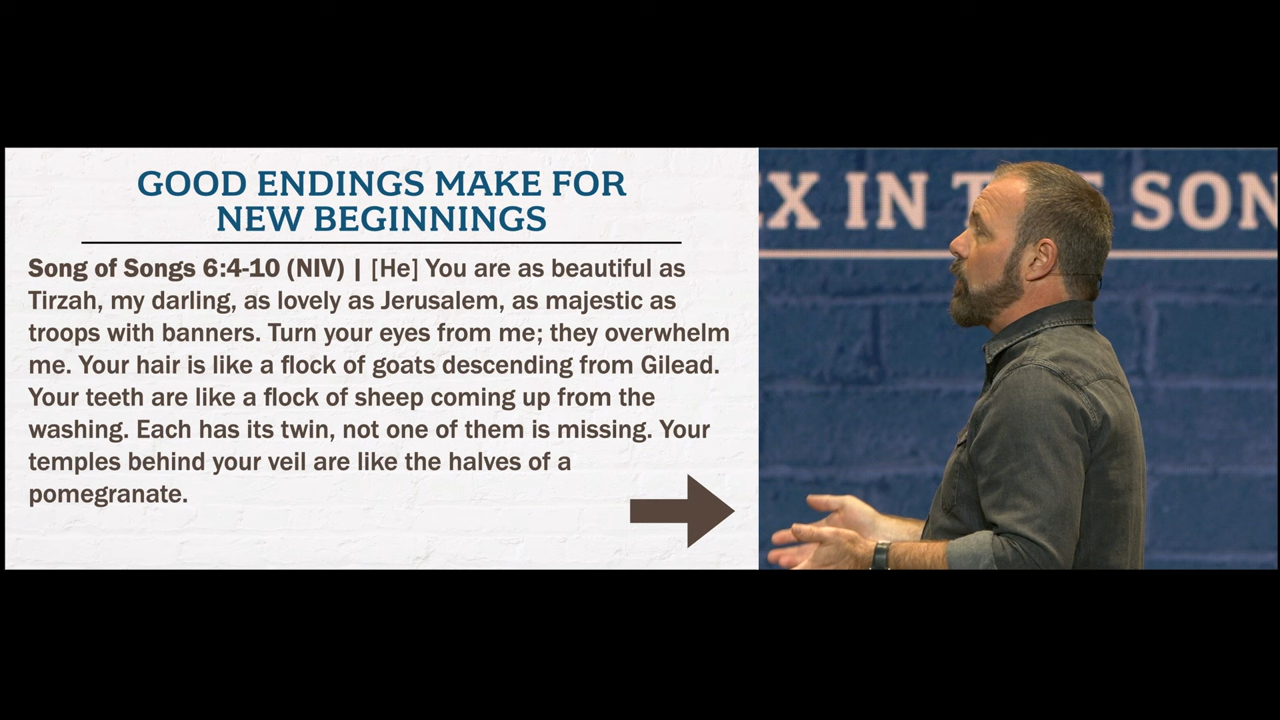 GOOD ENDINGS MAKE FOR
NEW BEGINNINGS
Song of Songs 6:4-10 (NIV) | [He] You are as beautiful as
Tirzah, my darling, as lovely as Jerusalem, as majestic as
troops with banners. Turn your eyes from me; they overwhelm
me. Your hair is like a flock of goats descending from Gilead.
Your teeth are like a flock of sheep coming up from the
washing. Each has its twin, not one of them is missing. Your
temples behind your veil are like the halves of a
pomegranate.
EX IN T E SON